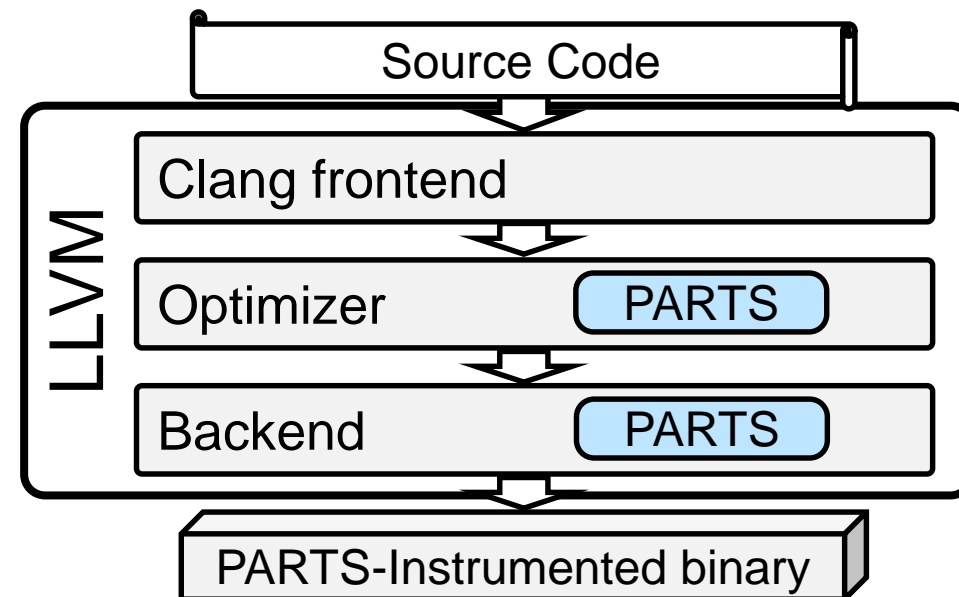 Source Code
LLVM
Clang frontend
Optimizer PARTS
Backend PARTS
PARTS-Instrumented binary